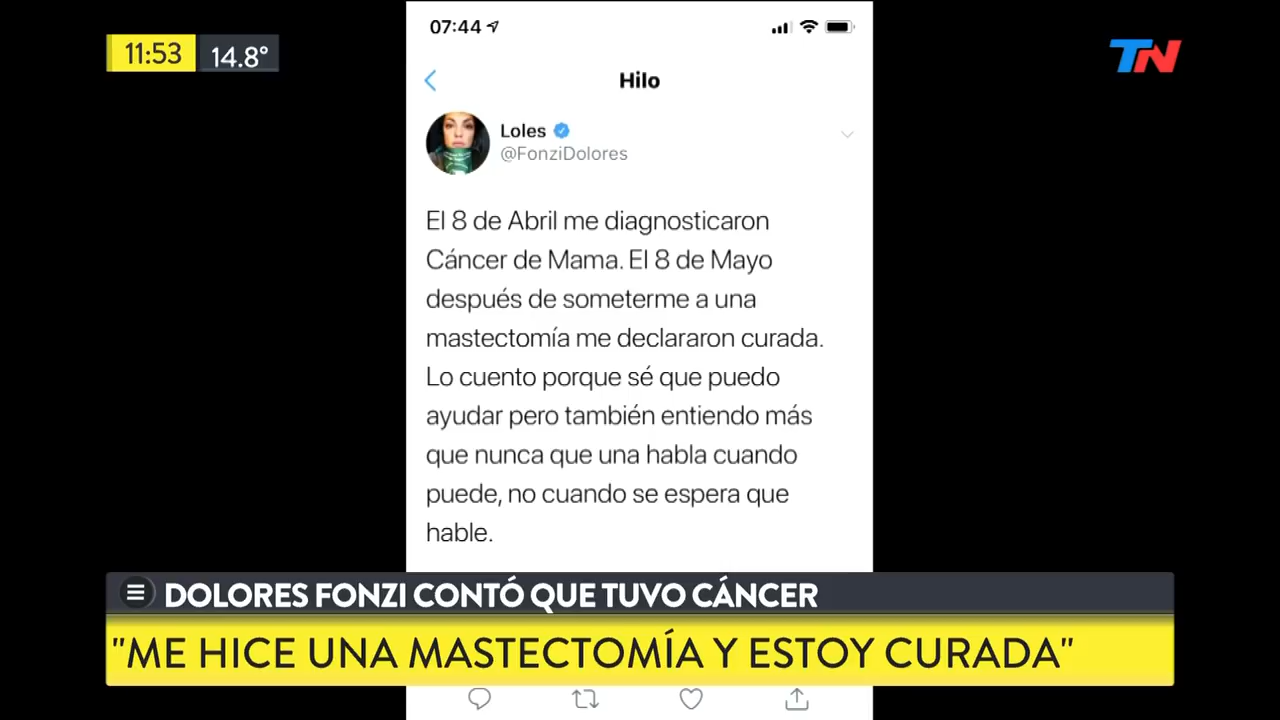 07:44
11:53
14.8°
TN
Hilo
Loles
@FonziDolores
El 8 de Abril me diagnosticaron
Cáncer de Mama. El 8 de Mayo
después de someterme a una
mastectomía me declararon curada.
Lo cuento porque sé que puedo
ayudar pero también entiendo más
que nunca que una habla cuando
puede, no cuando se espera que
hable.
DOLORES FONZI CONTÓ QUE TUVO CÁNCER
"ME HICE UNA MASTECTOMÍA Y ESTOY CURADA"